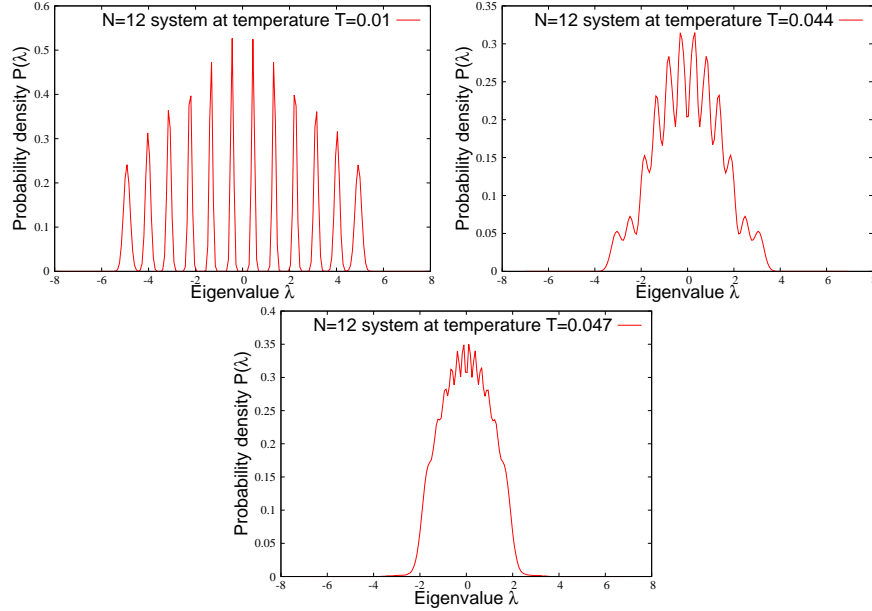 N=12 system at temperature T=0.01
Probability density P(λ)
0.6
0.5
0.4
0.3
0.2
0.1
0
-8 -6 -4 -2 0 2 4 6 8
Eigenvalue λ
N=12 system at temperature T=0.044
Probability density P(λ)
0.35
0.3
0.25
0.2
0.15
0.1
0.05
0
-8 -6 -4 -2 0 2 4 6 8
Eigenvalue λ
N=12 system at temperature T=0.047
Probability density P(λ)
0.4
0.35
0.3
0.25
0.2
0.15
0.1
0.05
0
-8 -6 -4 -2 0 2 4 6 8
Eigenvalue λ